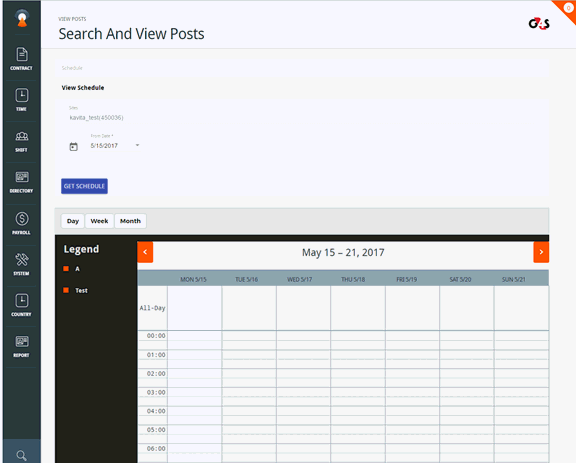 VIEW POSTS
Search And View Posts
G4S
0
CONTRACT
TIME
SHIFT
DIRECTORY
PAYROLL
SYSTEM
COUNTRY
REPORT
Schedule
View Schedule
Site
kavita_test(450036)
From Date *
5/15/2017
GET SCHEDULE
Day Week Month
Legend
A
Test
May 15 – 21, 2017
MON 5/15 TUE 5/16 WED 5/17 THU 5/18 FRI 5/19 SAT 5/20 SUN 5/21
All-Day
00:00
01:00
02:00
03:00
04:00
05:00
06:00